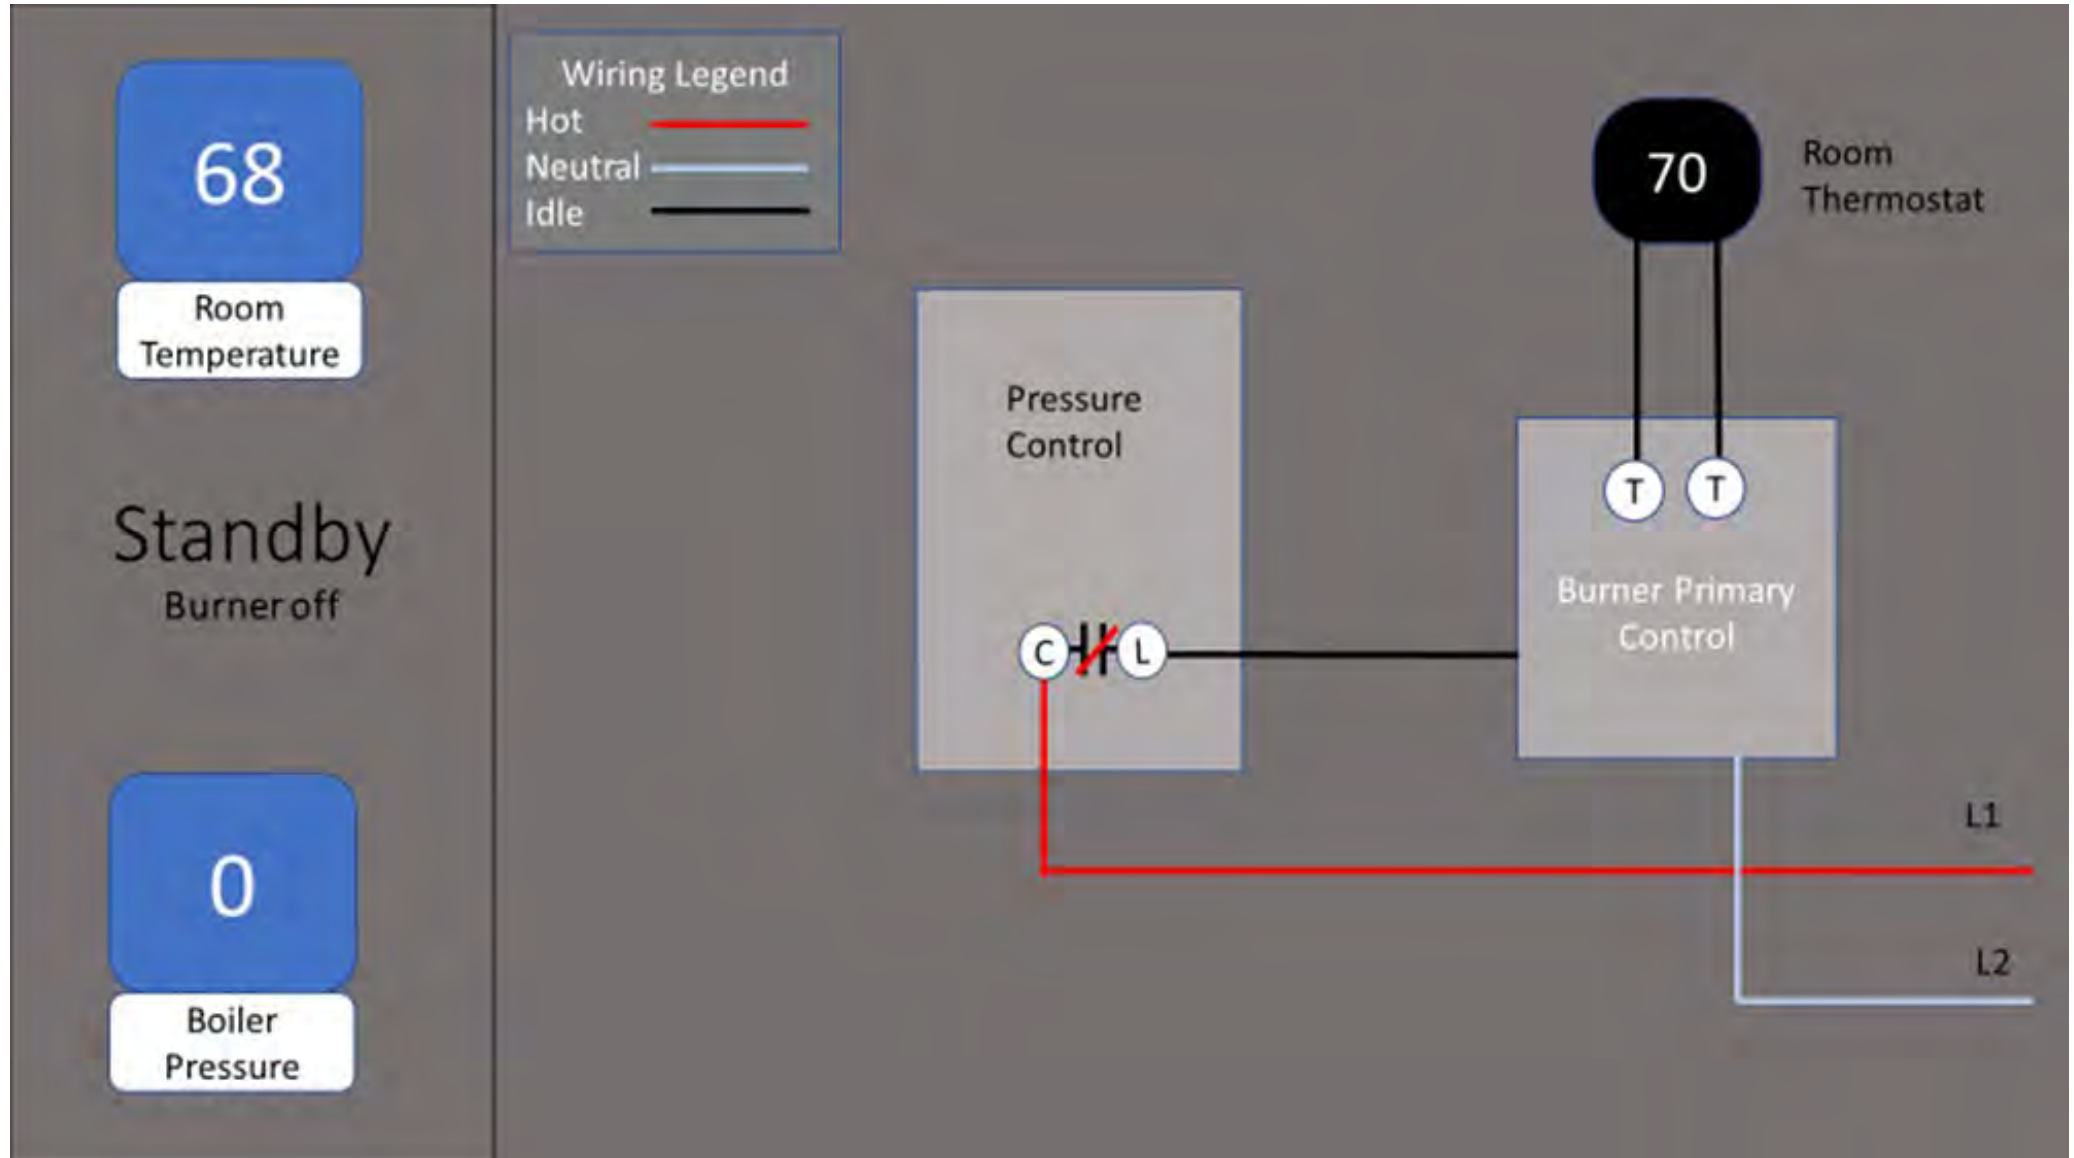 68
Room
Temperature
Standby
Burner off
0
Boiler
Pressure
Wiring Legend
Hot
Neutral
Idle
Pressure
Control
C
L
70
Room
Thermostat
T T
Burner Primary
Control
L1
L2